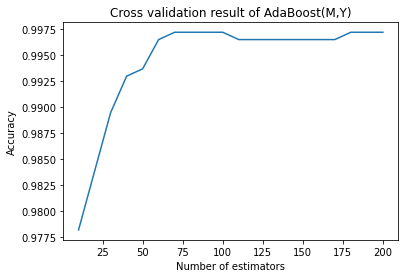 Cross validation result of AdaBoost(M,Y)
0.9975
0.9950
0.9925
0.9900
0.9875
0.9850
0.9825
0.9800
0.9775
Accuracy
25 50 75 100 125 150 175 200
Number of estimators